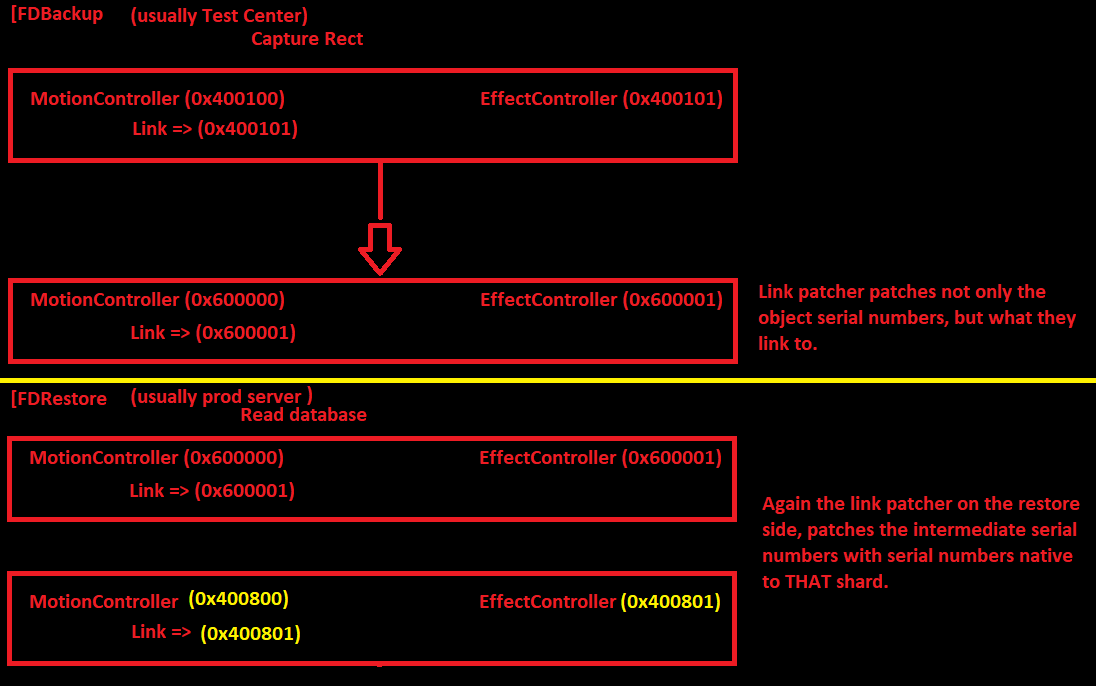 [FDBackup (usually Test Center)
Capture Rect
MotionController (0x400100) EffectController (0x400101)
Link => (0x400101)
MotionController (0x600000) EffectController (0x600001)
Link => (0x600001)
Link patcher patches not only the
object serial numbers, but what they
link to.
[FDRestore (usually prod server )
Read database
MotionController (0x600000) EffectController (0x600001)
Link => (0x600001)
Again the link patcher on the restore
side, patches the intermediate serial
numbers with serial numbers native
to THAT shard.
MotionController (0x400800) EffectController (0x400801)
Link => (0x400801)